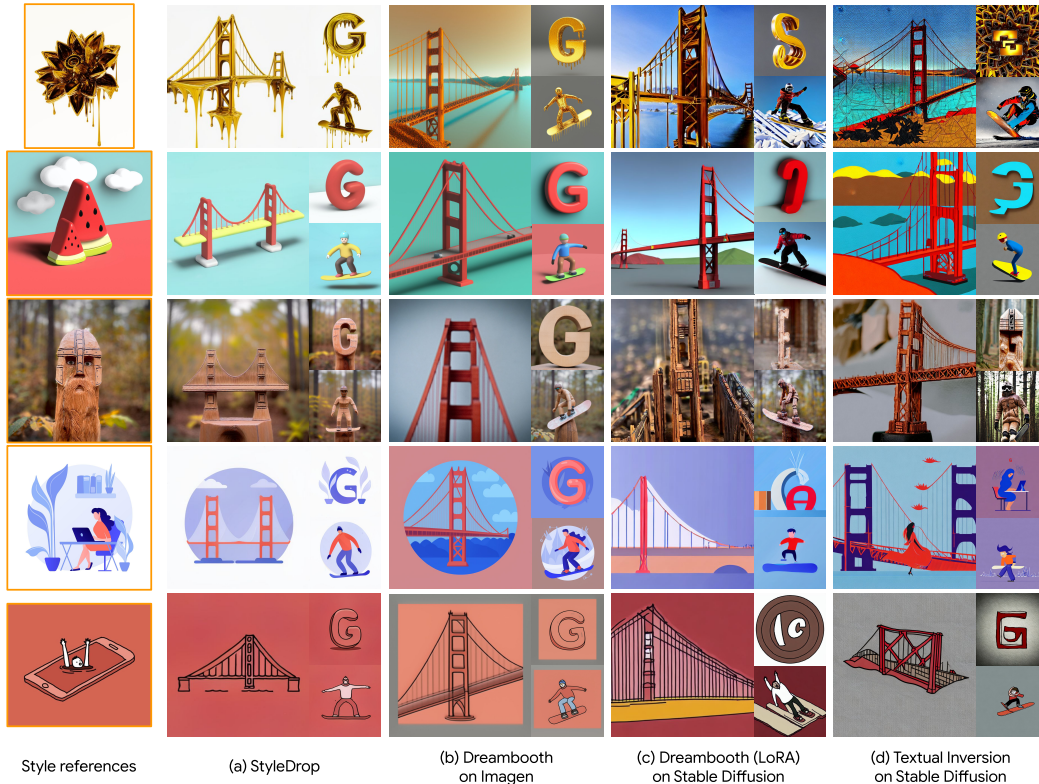 G
G
S
G
G
G
G
G
G
G
G
G
G
G
Style references
(a) StyleDrop
(b) Dreambooth
on Imagen
(c) Dreambooth (LoRA)
on Stable Diffusion
(d) Textual Inversion
on Stable Diffusion